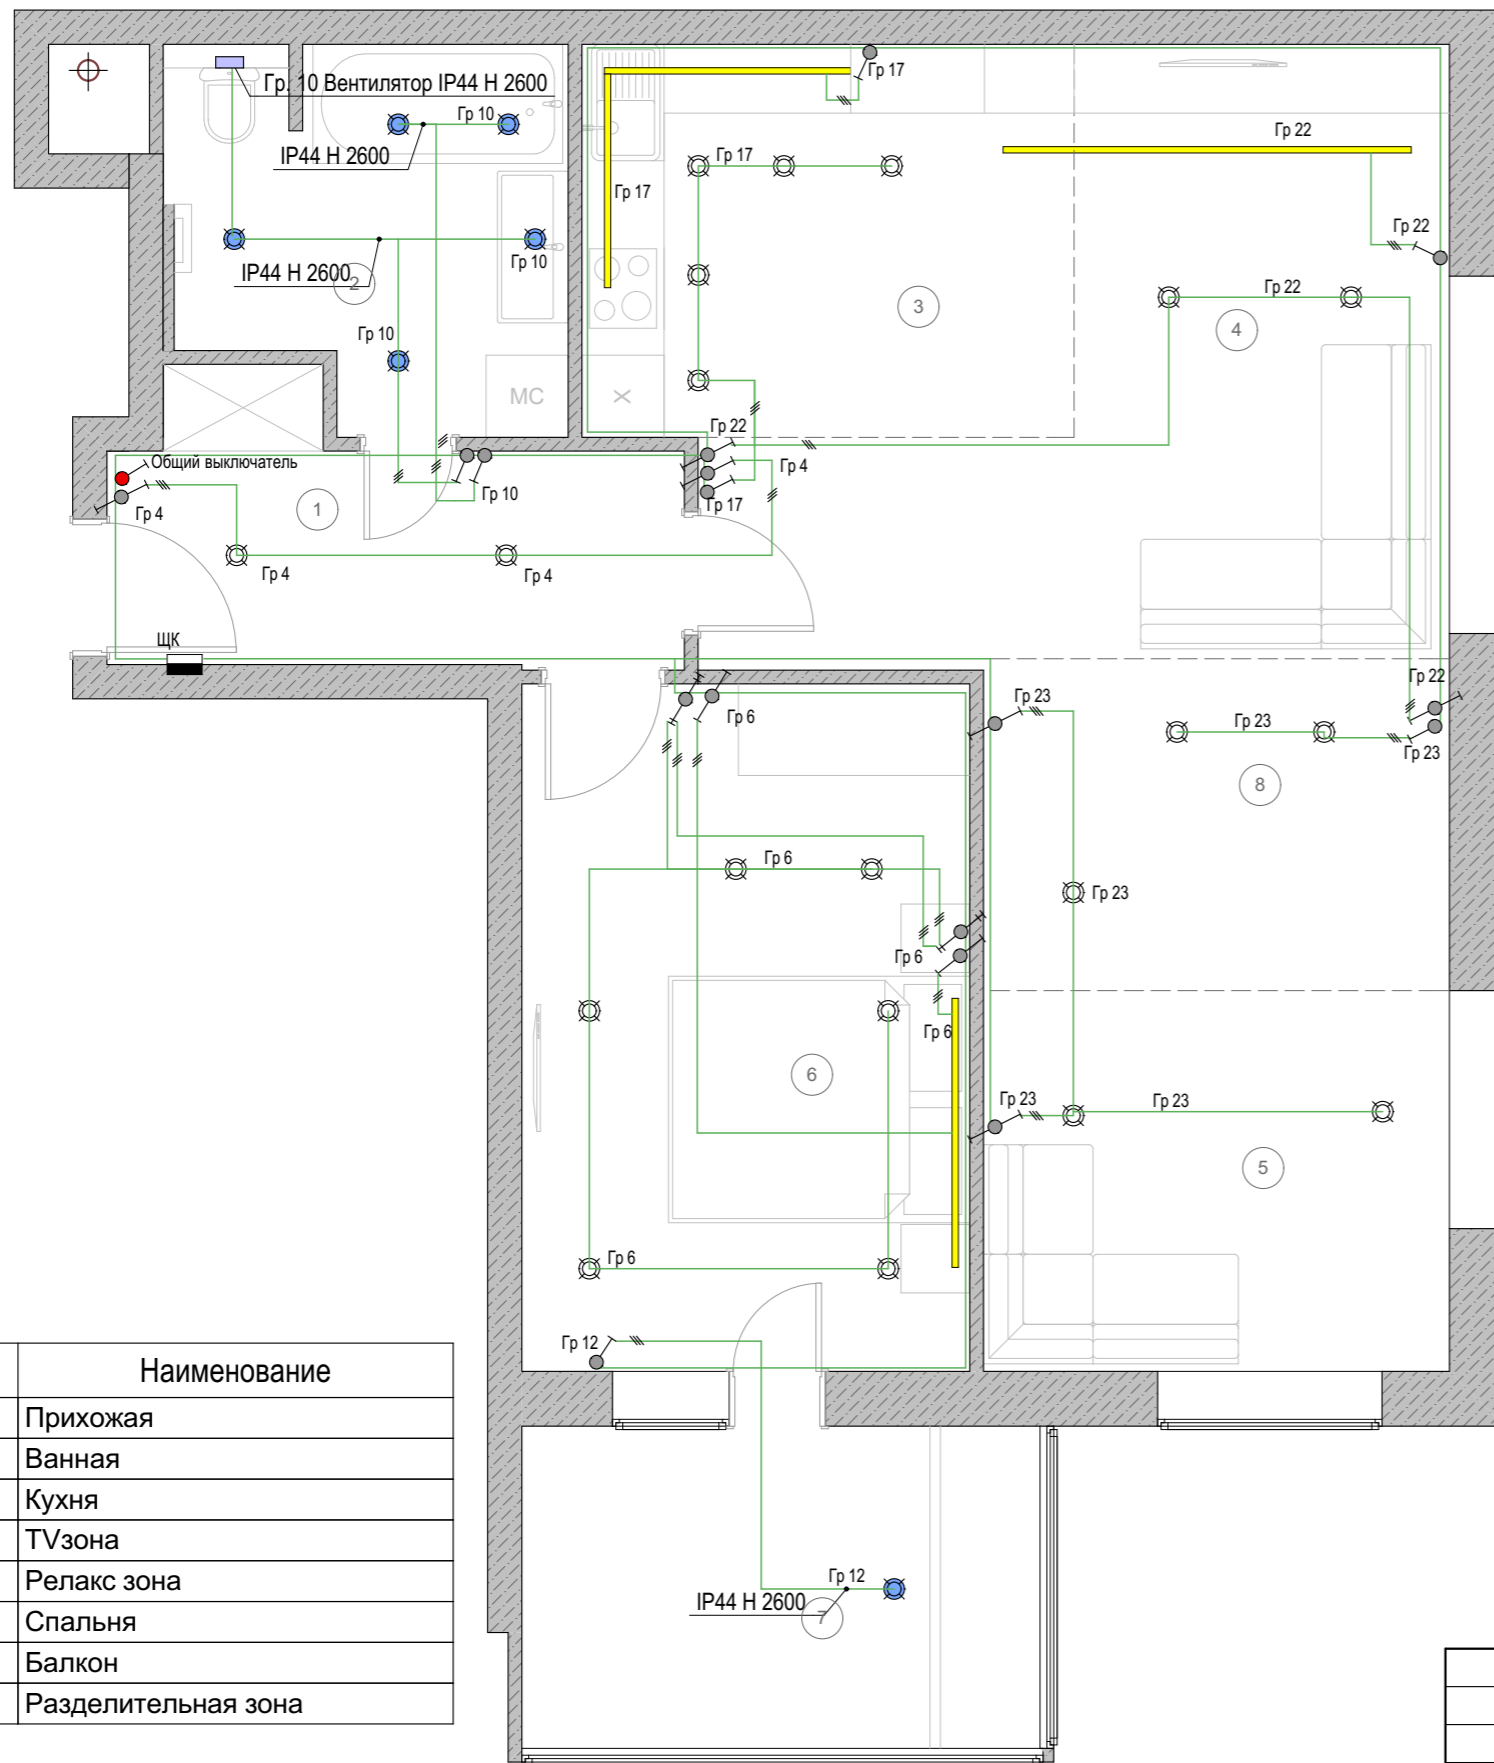 Гр 17
Гр. 10 Вентилятор IP44 H 2600
Гр 10
Гр 22
IP44 H 2600
Гр 17
Гр 17
Гр 22
Гр 10
IP44 H 2600
2
Гр 22
3
4
Гр 10
МС
Гр 22
Общий выключатель
Гр 4
Гр 10
Гр 17
Гр 4
1
Гр 4
Гр 4
ЩК
Гр 22
Гр 6
Гр 23
Гр 23
Гр 23
8
Гр 6
Гр 23
Гр 6
Гр 6
6
Гр 23
Гр 23
5
Гр 6
Гр 12
Гр 12
IP44 H 2600
7
Наименование
Прихожая
Ванная
Кухня
TVзона
Релакс зона
Спальня
Балкон
Разделительная зона